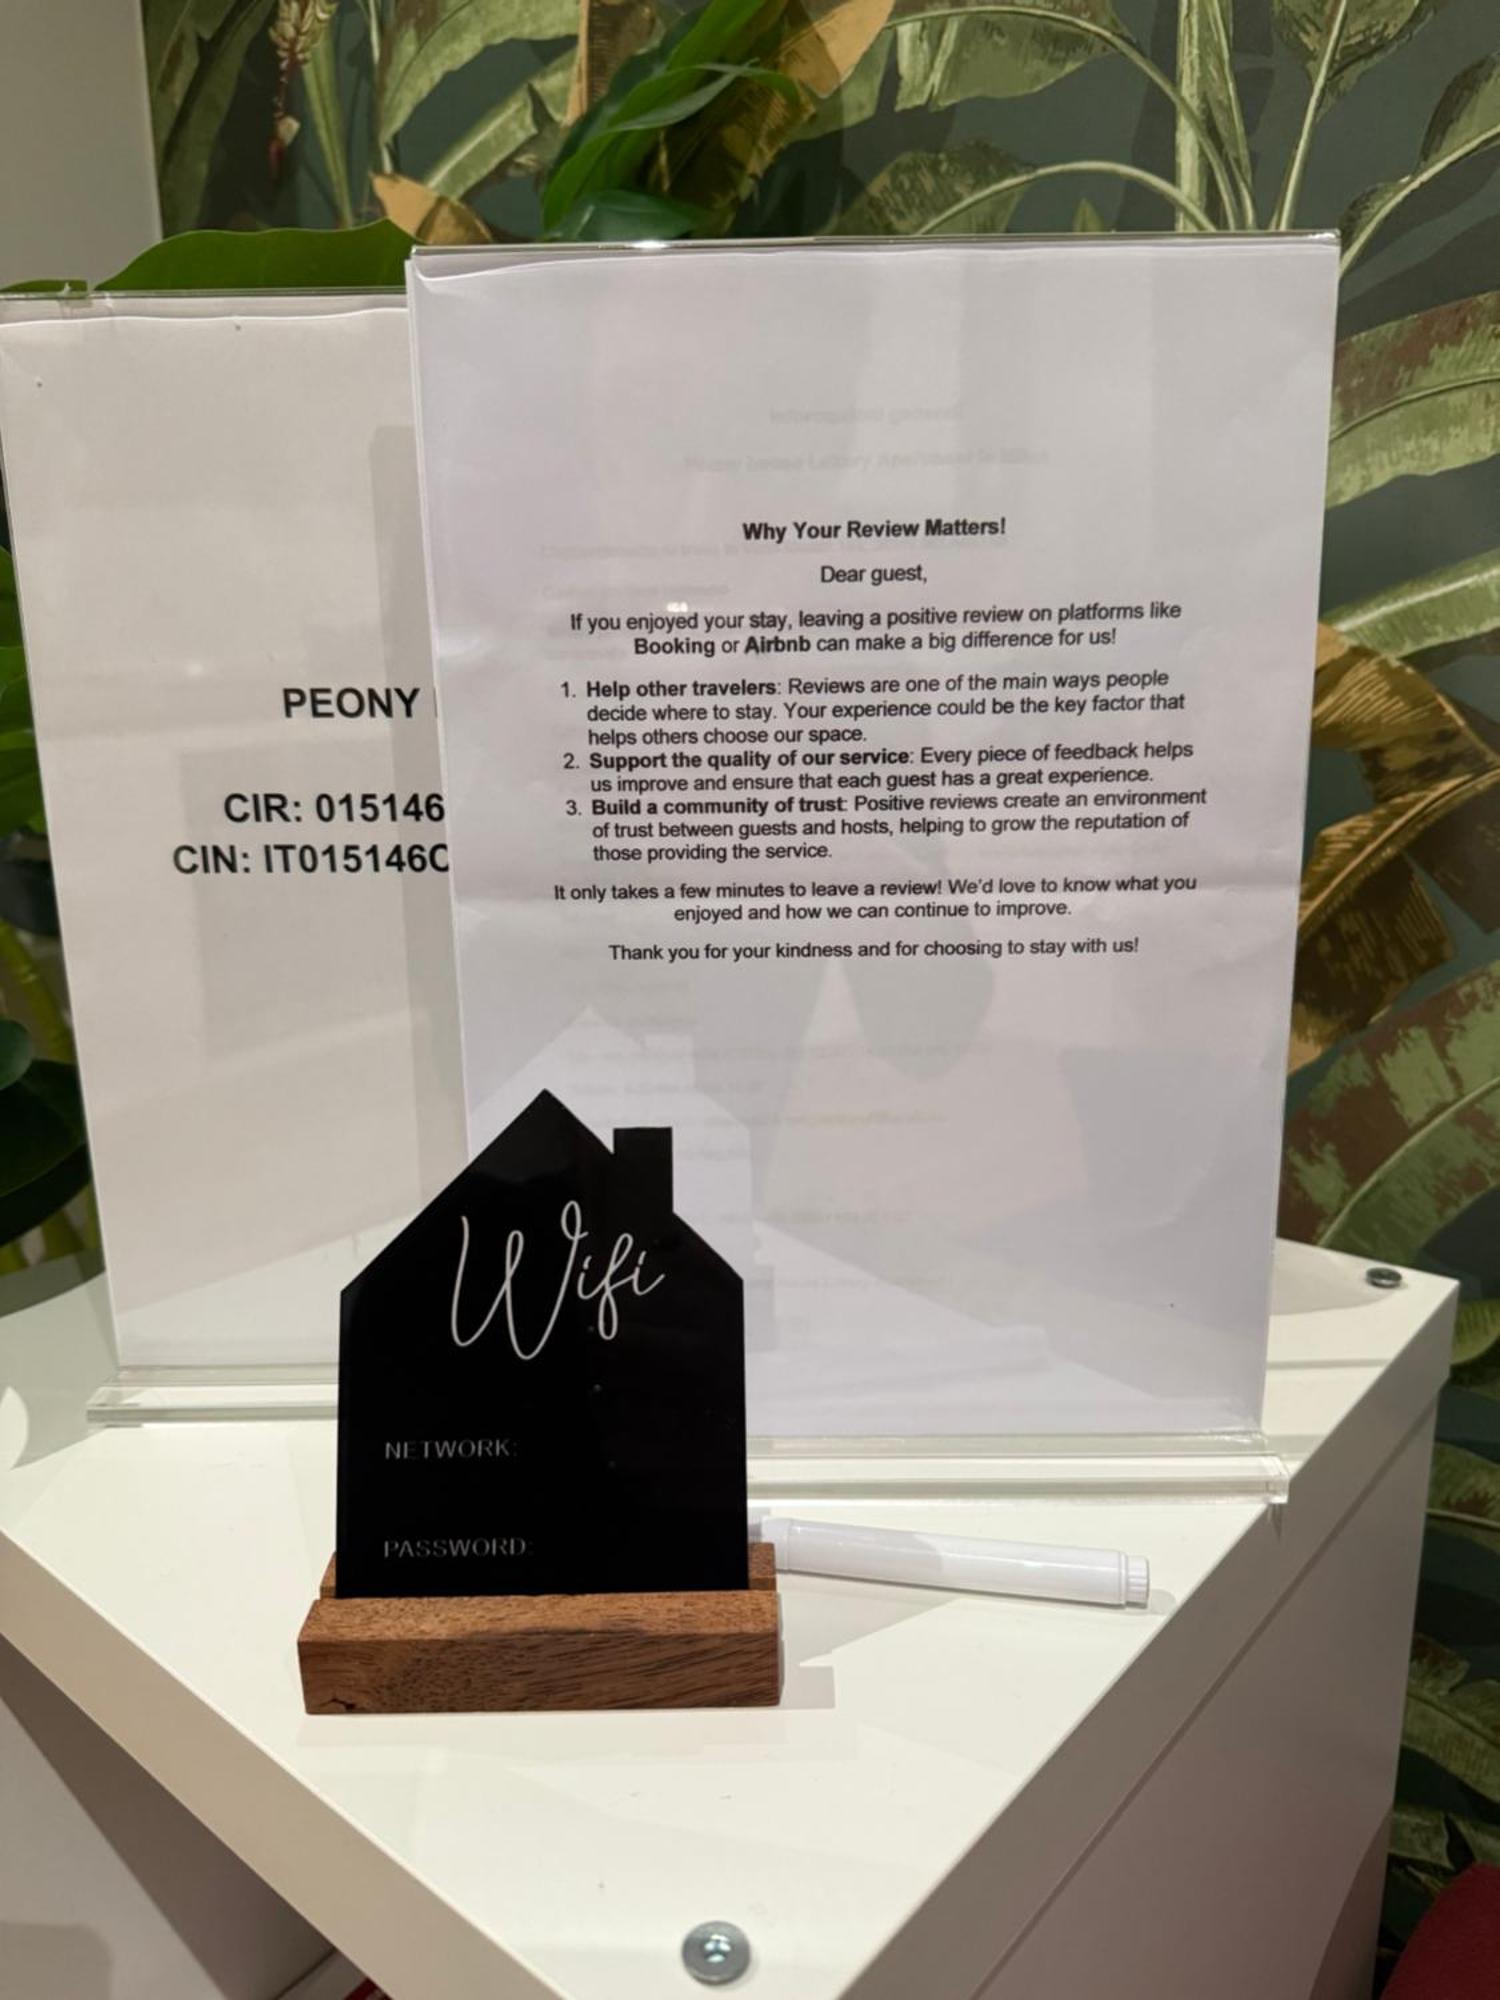 PEONY
CIR: 015146
CIN: IT015146C
Why Your Review Matters!
Dear guest,
If you enjoyed your stay, leaving a positive review on platforms like
Booking or Airbnb can make a big difference for us!
1. Help other travelers: Reviews are one of the main ways people
decide where to stay. Your experience could be the key factor that
helps others choose our space.
2. Support the quality of our service: Every piece of feedback helps
us improve and ensure that each guest has a great experience.
3. Build a community of trust: Positive reviews create an environment
of trust between guests and hosts, helping to grow the reputation of
those providing the service.
It only takes a few minutes to leave a review! We'd love to know what you
enjoyed and how we can continue to improve.
Thank you for your kindness and for choosing to stay with us!
Wifi
NETWORK:
PASSWORD: